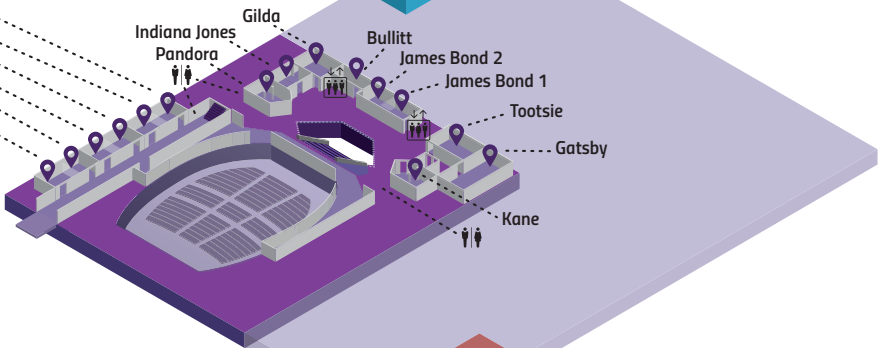 Gilda
Indiana Jones
Pandora
Bullitt
James Bond 2
James Bond 1
Tootsie
Gatsby
Kane